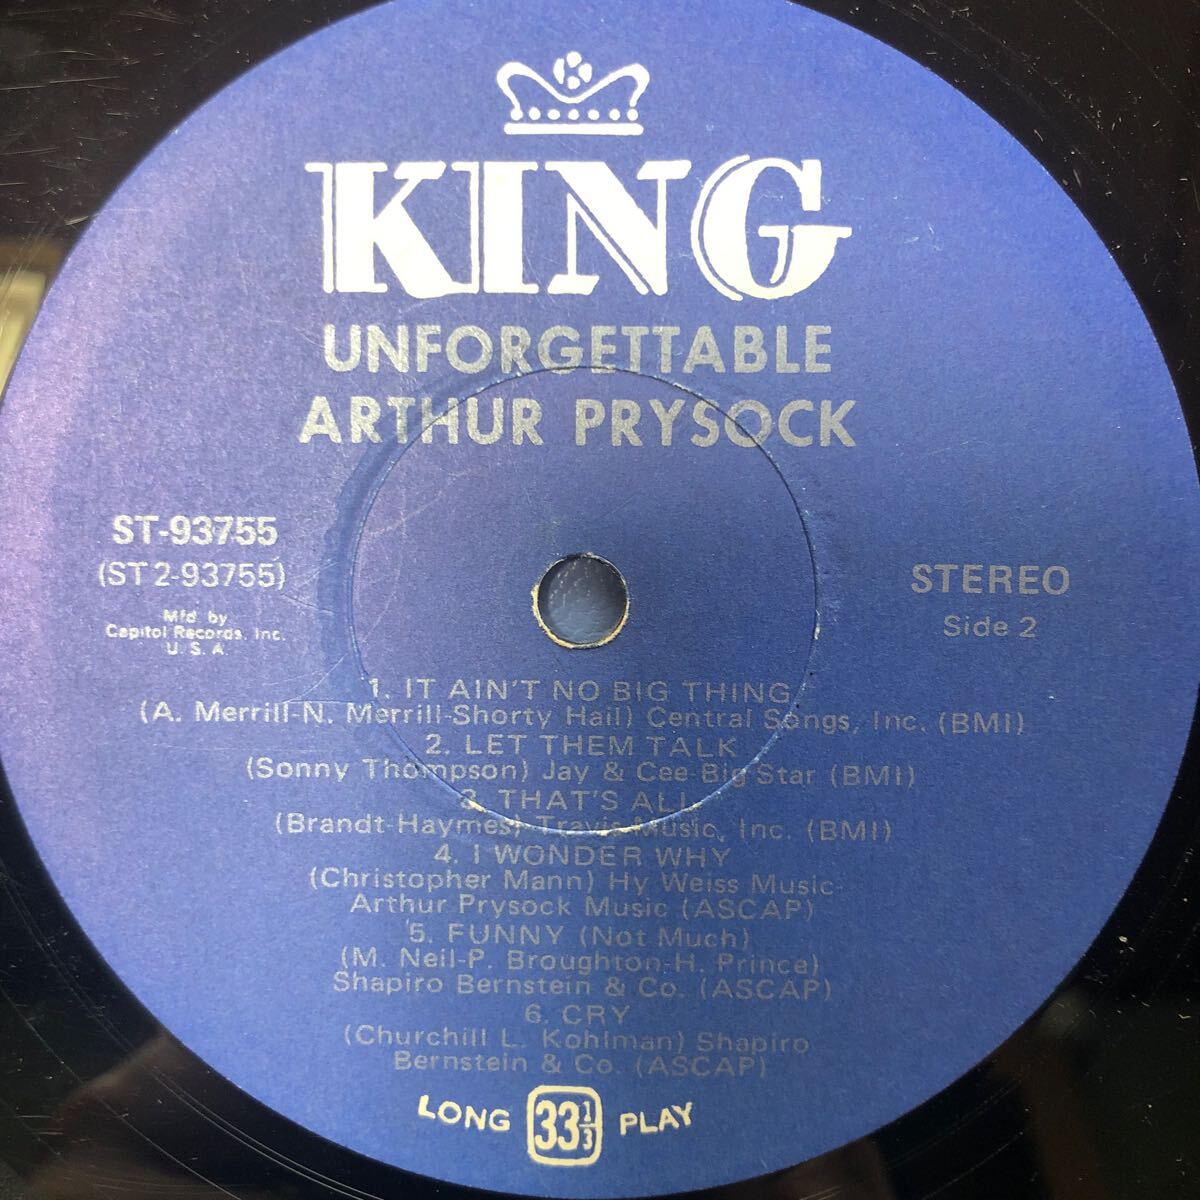 KING
UNFORGETTABLE
ARTHUR PRYSOCK
ST-93755
(ST 2-93755)
Mfd by
Capitol Records, Inc.
U. S. A.
STEREO
Side 2
1. IT AIN'T NO BIG THING
(A. Merrill-N. Merrill-Shorty Hail) Central Songs, Inc. (BMI)
2. LET THEM TALK
(Sonny Thompson) Jay & Cee-Big Star (BMI)
3. THAT'S ALL
(Brandt-Haymes) Travis Music, Inc. (BMI)
4. I WONDER WHY
(Christopher Mann) Hy Weiss Music-
Arthur Prysock Music (ASCAP)
5. FUNNY (Not Much)
(M. Neil-P. Broughton-H. Prince)
Shapiro Bernstein & Co. (ASCAP)
6. CRY
(Churchill L. Kohlman) Shapiro
Bernstein & Co. (ASCAP)
LONG 33 1/3 PLAY